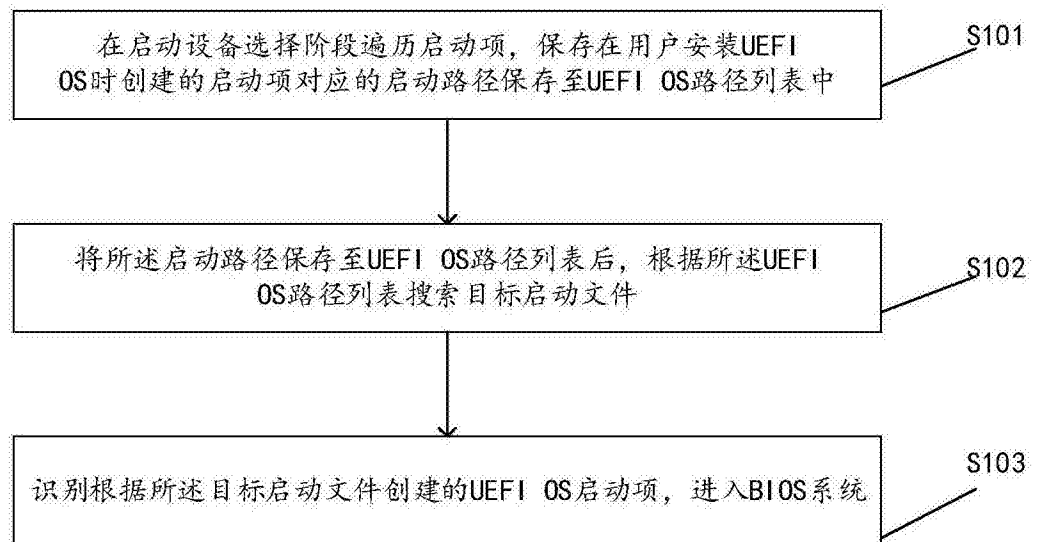 在启动设备选择阶段遍历启动项，保存在用户安装UEFI
OS时创建的启动项对应的启动路径保存至UEFI OS路径列表中
S101
将所述启动路径保存至UEFI OS路径列表后，根据所述UEFI
OS路径列表搜索目标启动文件
S102
识别根据所述目标启动文件创建的UEFI OS启动项，进入BIOS系统
S103